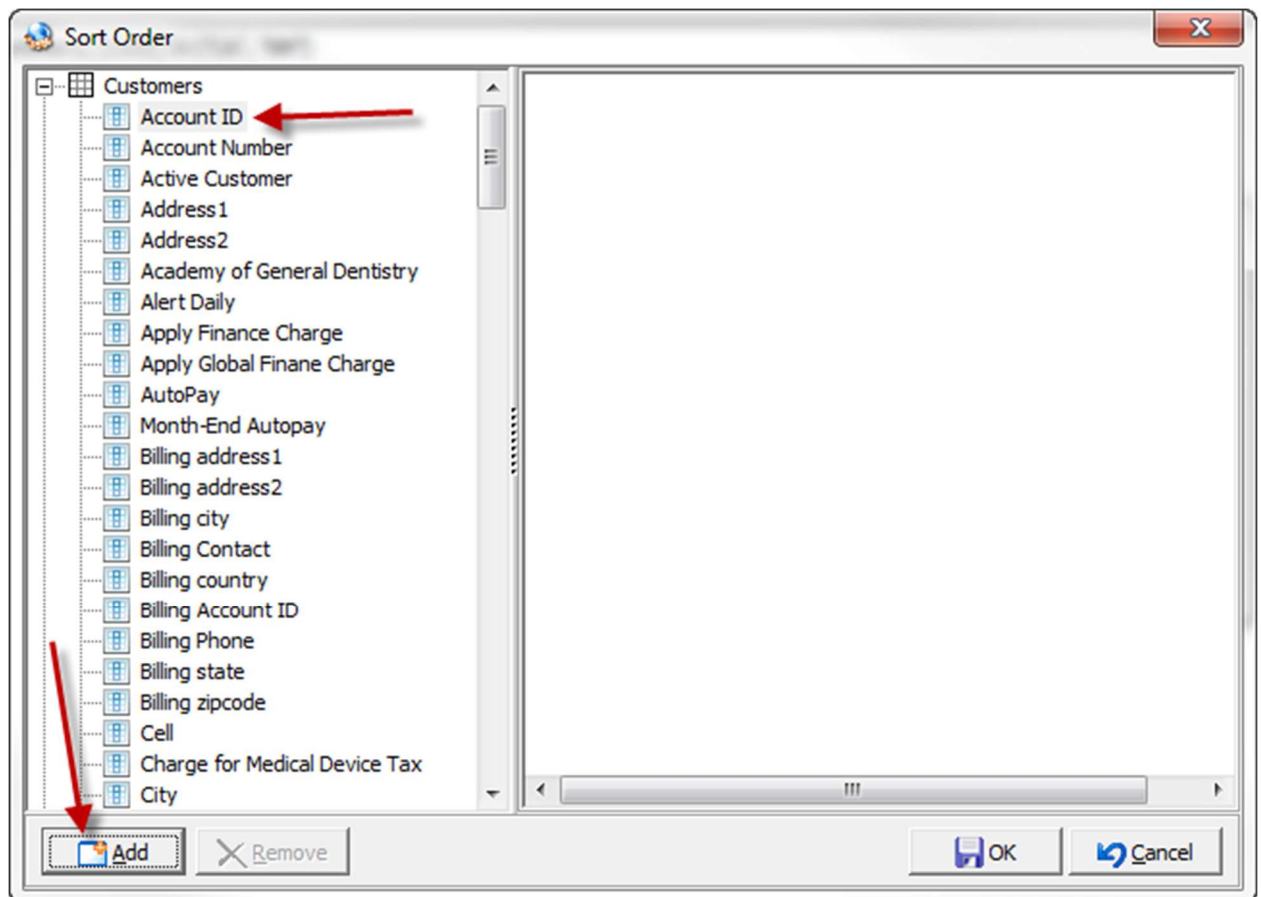 Sort Order
Customers
Account ID
Account Number
Active Customer
Address1
Address2
Academy of General Dentistry
Alert Daily
Apply Finance Charge
Apply Global Finane Charge
AutoPay
Month-End Autopay
Billing address1
Billing address2
Billing city
Billing Contact
Billing country
Billing Account ID
Billing Phone
Billing state
Billing zipcode
Cell
Charge for Medical Device Tax
City
Add Remove OK Cancel